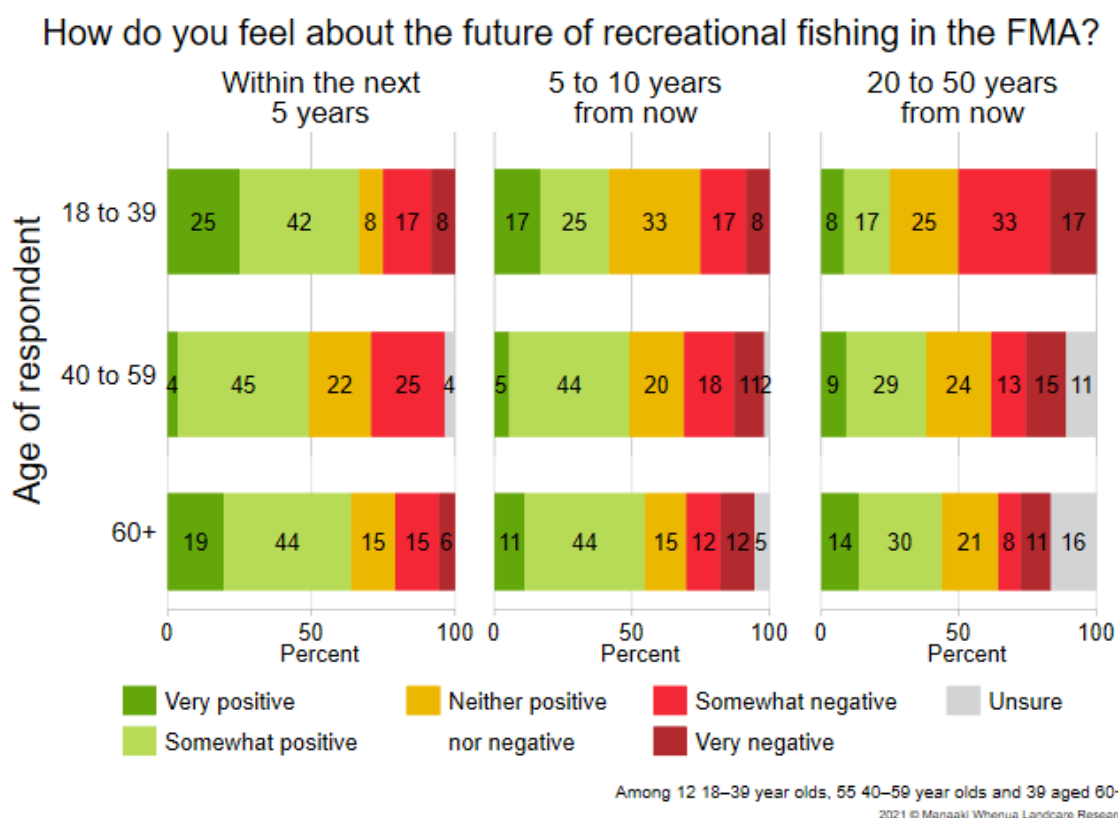 How do you feel about the future of recreational fishing in the FMA?
Within the next
5 years
5 to 10 years
from now
20 to 50 years
from now
Age of respondent
18 to 39
25 42 8 17 8
17 25 33 17 8
8 17 25 33 17
40 to 59
4 45 22 25 4
5 44 20 18 11 2
9 29 24 13 15 11
60+
19 44 15 15 6
11 44 15 12 12 5
14 30 21 8 11 16
0 50 100
0 50 100
0 50 100
Percent
Percent
Percent
Very positive
Somewhat positive
Neither positive
nor negative
Somewhat negative
Very negative
Unsure
Among 12 18–39 year olds, 55 40–59 year olds and 39 aged 60+
2021 © Manaaki Whenua Landcare Resear